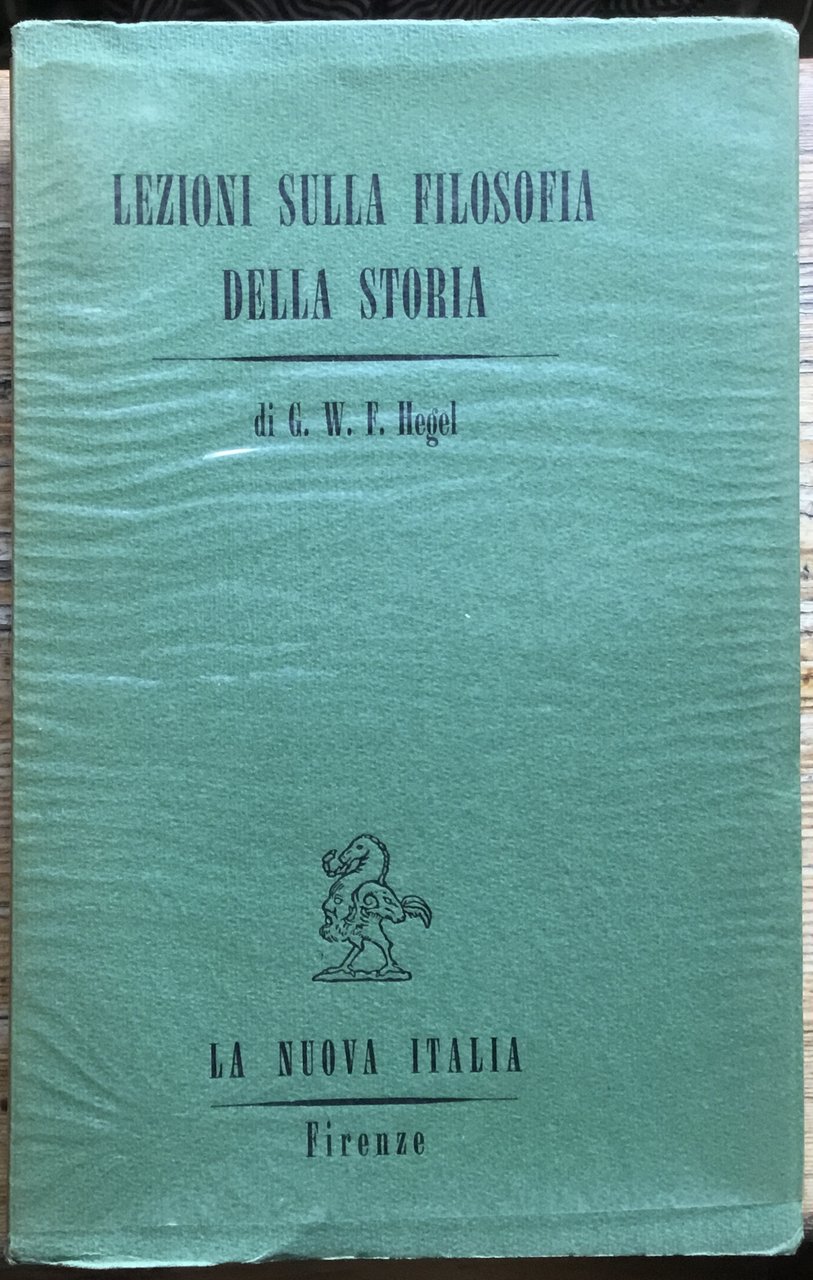 LEZIONI SULLA FILOSOFIA
DELLA STORIA
di G. W. F. Hegel
LA NUOVA ITALIA
Firenze